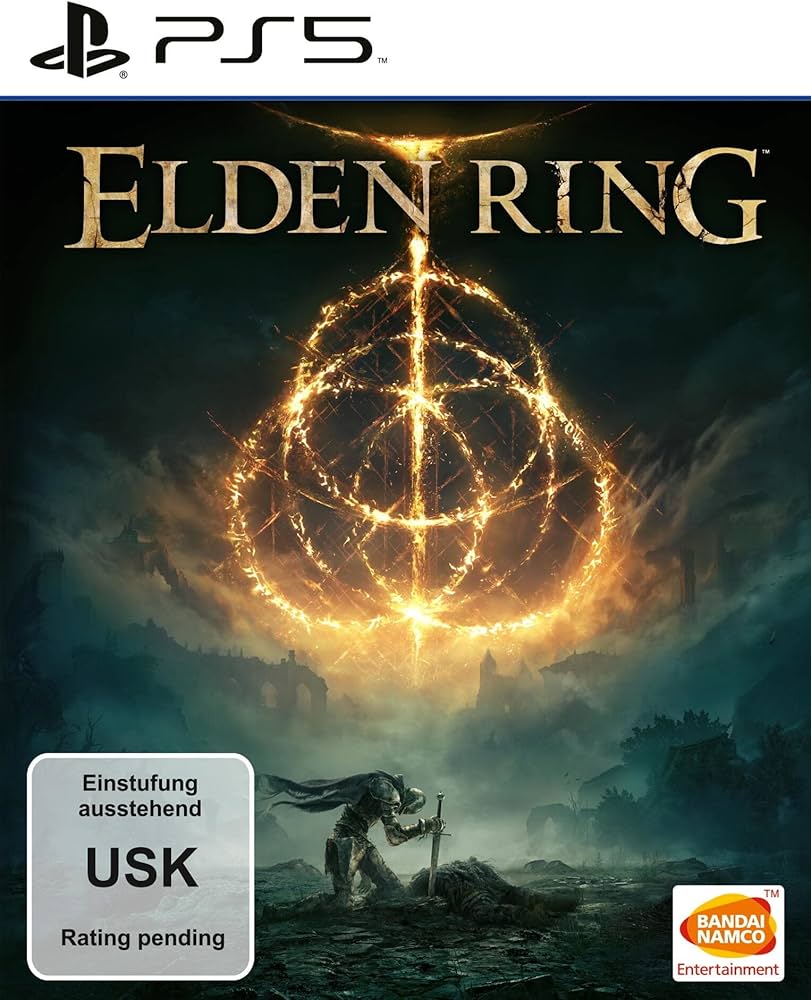 PS5
ELDEN RING
Einstufung
ausstehend
USK
Rating pending
BANDAI
NAMCO
Entertainment